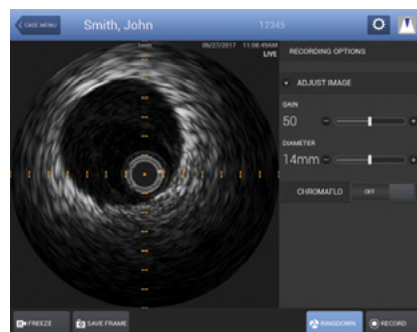 CASE MENU
Smith, John
12345
1mm
06/27/2017 11:08:49AM
LIVE
RECORDING OPTIONS
ADJUST IMAGE
GAIN
50
DIAMETER
14mm
CHROMAFLO
OFF
FREEZE
SAVE FRAME
RINGDOWN
RECORD